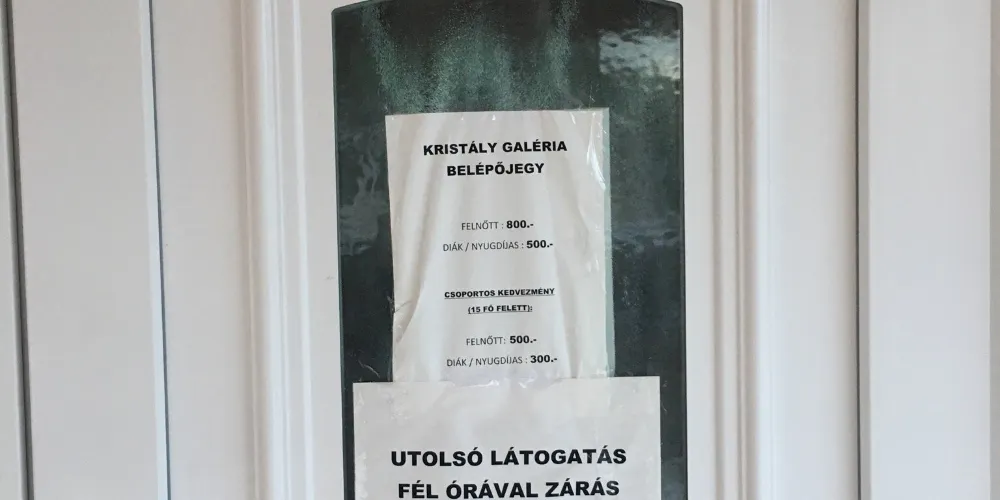 KRISTÁLY GALÉRIA
BELÉPŐJEGY
FELNŐTT : 800.-
DIÁK / NYUGDÍJAS : 500.-
CSOPORTOS KEDVEZMÉNY
(15 FŐ FELETT):
FELNŐTT: 500.-
DIÁK / NYUGDÍJAS : 300.-
UTOLSÓ LÁTOGATÁS
FÉL ÓRÁVAL ZÁRÁS